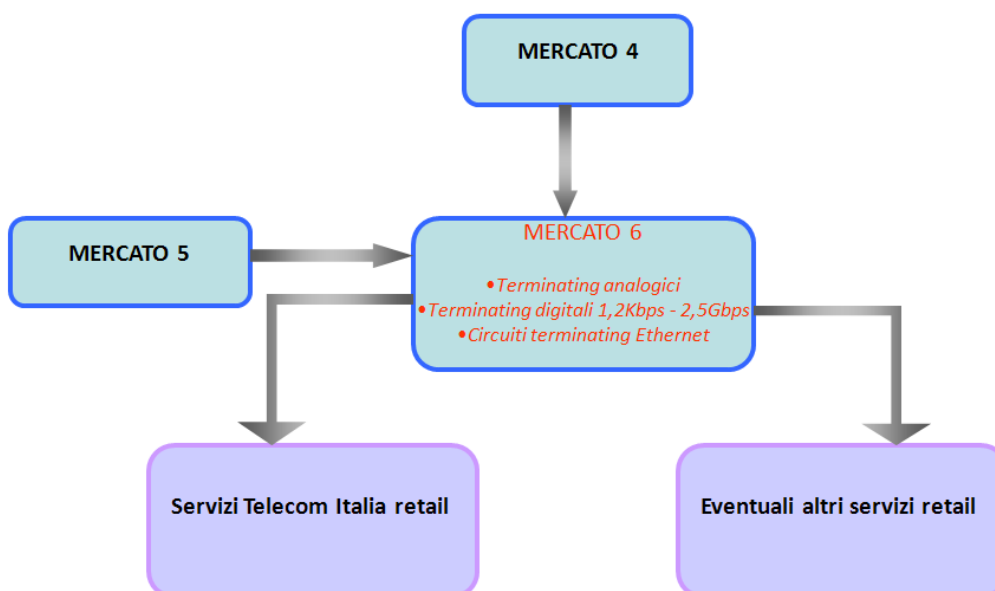 MERCATO 4
MERCATO 5
MERCATO 6
•Terminating analogici
•Terminating digitali 1,2Kbps - 2,5Gbps
•Circuiti terminating Ethernet
Servizi Telecom Italia retail
Eventuali altri servizi retail